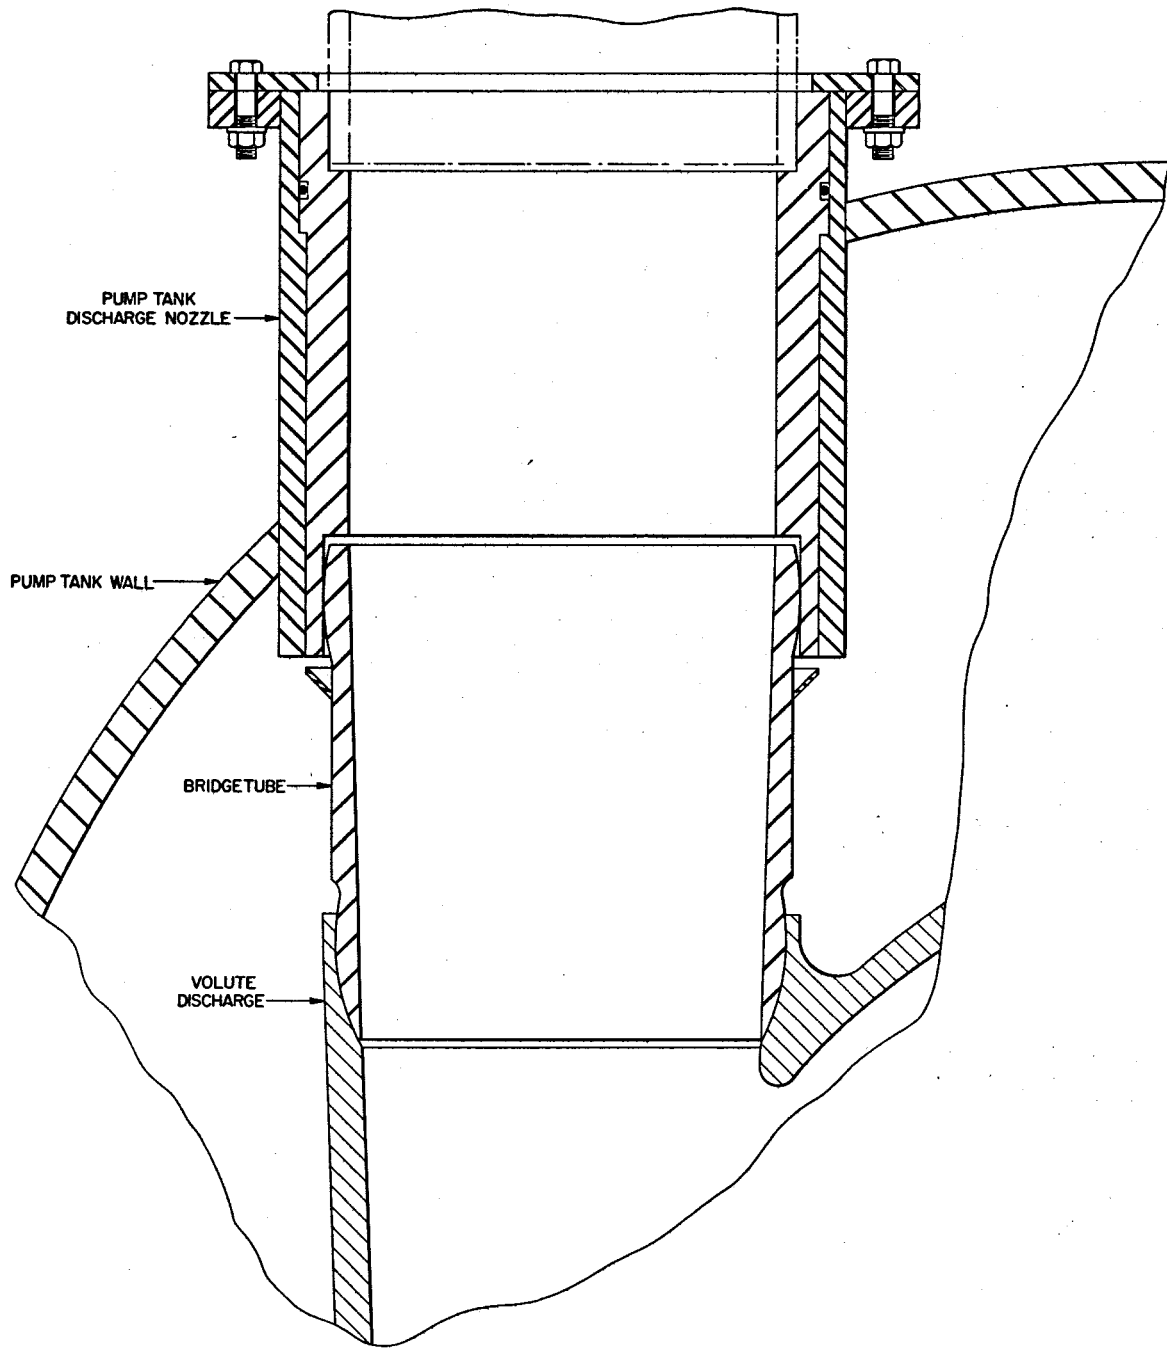 PUMP TANK
DISCHARGE NOZZLE
PUMP TANK WALL
BRIDGETUBE
VOLUTE
DISCHARGE